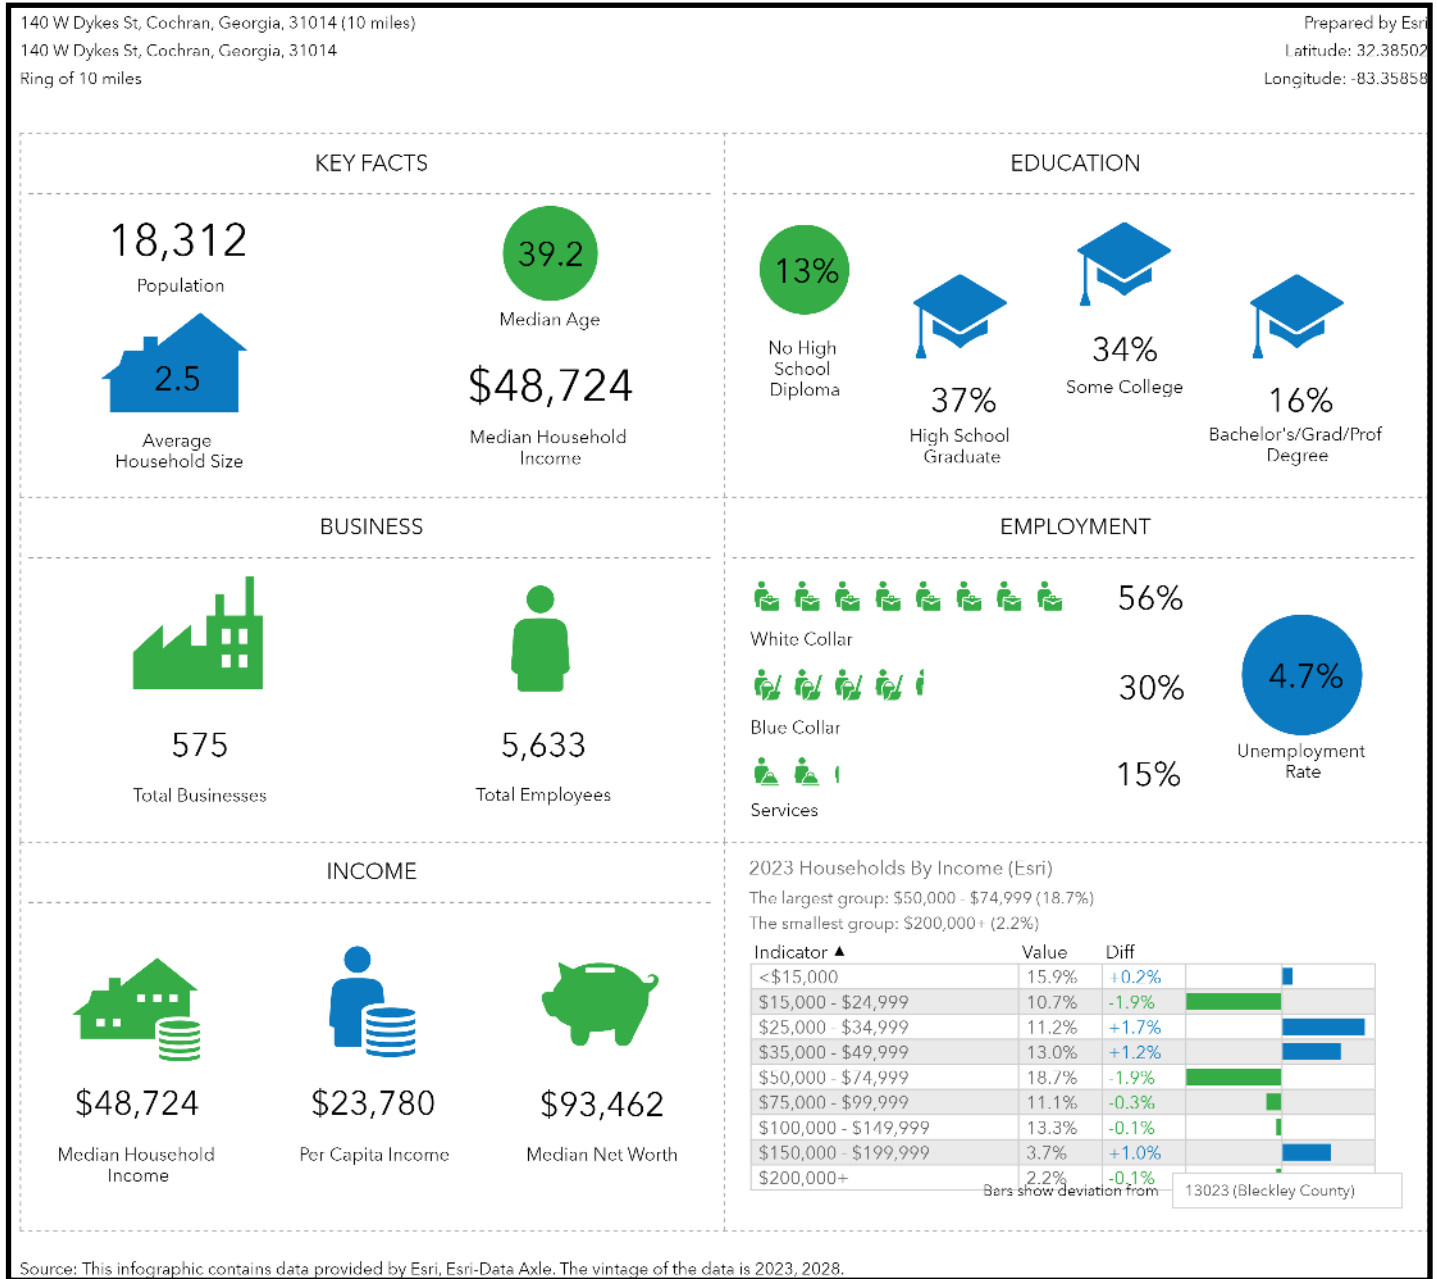 140 W Dykes St, Cochran, Georgia, 31014 (10 miles)
140 W Dykes St, Cochran, Georgia, 31014
Ring of 10 miles
Prepared by Esri
Latitude: 32.38502
Longitude: -83.35858
KEY FACTS
18,312
Population
39.2
Median Age
2.5
Average
Household Size
$48,724
Median Household
Income
EDUCATION
13%
No High
School
Diploma
37%
High School
Graduate
34%
Some College
16%
Bachelor's/Grad/Prof
Degree
BUSINESS
575
Total Businesses
5,633
Total Employees
EMPLOYMENT
56%
White Collar
30%
Blue Collar
15%
Services
4.7%
Unemployment
Rate
INCOME
$48,724
Median Household
Income
$23,780
Per Capita Income
$93,462
Median Net Worth
2023 Households By Income (Esri)
The largest group: $50,000 - $74,999 (18.7%)
The smallest group: $200,000+ (2.2%)
Indicator ▲ Value Diff
<$15,000 15.9% +0.2%
$15,000 - $24,999 10.7% -1.9%
$25,000 - $34,999 11.2% +1.7%
$35,000 - $49,999 13.0% +1.2%
$50,000 - $74,999 18.7% -1.9%
$75,000 - $99,999 11.1% -0.3%
$100,000 - $149,999 13.3% -0.1%
$150,000 - $199,999 3.7% +1.0%
$200,000+ 2.2% -0.1%
Bars show deviation from 13023 (Bleckley County)
Source: This infographic contains data provided by Esri, Esri-Data Axle. The vintage of the data is 2023, 2028.